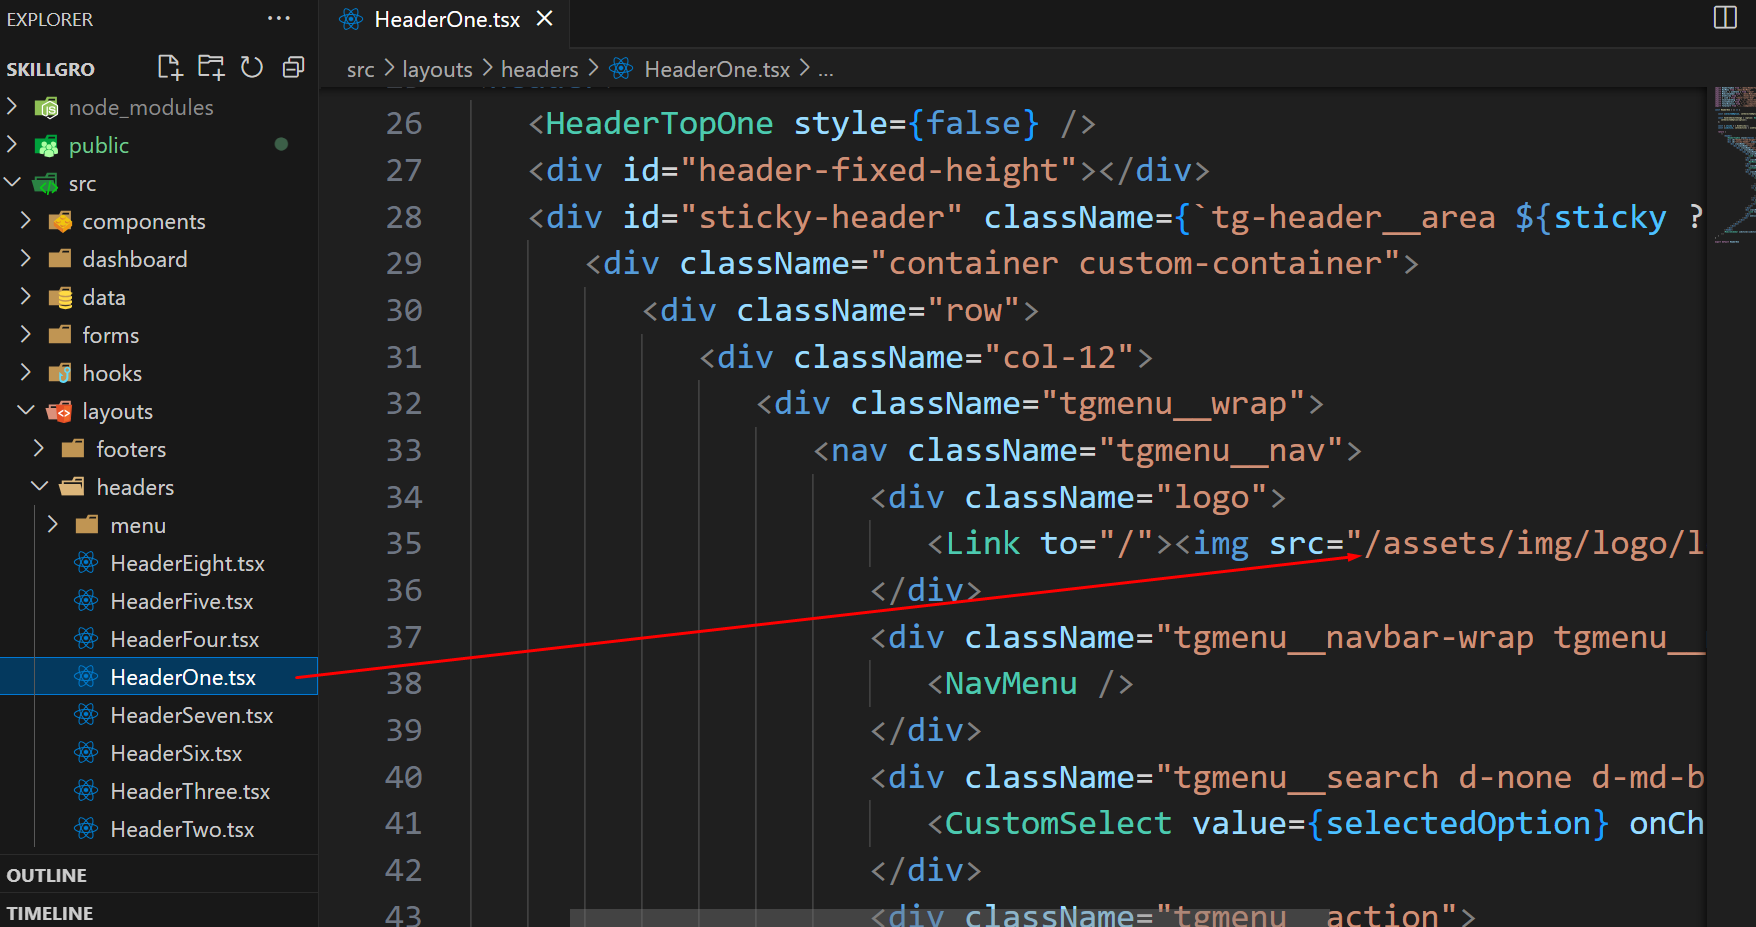 EXPLORER
SKILLGRO
node_modules
public
src
components
dashboard
data
forms
hooks
layouts
footers
headers
menu
HeaderEight.tsx
HeaderFive.tsx
HeaderFour.tsx
HeaderOne.tsx
HeaderSeven.tsx
HeaderSix.tsx
HeaderThree.tsx
HeaderTwo.tsx
OUTLINE
TIMELINE
HeaderOne.tsx
src > layouts > headers > HeaderOne.tsx > ...
26 <HeaderTopOne style={false} />
27 <div id="header-fixed-height"></div>
28 <div id="sticky-header" className={`tg-header__area ${sticky ?
29 <div className="container custom-container">
30 <div className="row">
31 <div className="col-12">
32 <div className="tgmenu__wrap">
33 <nav className="tgmenu__nav">
34 <div className="logo">
35 <Link to="/"><img src="/assets/img/logo/l
36 </div>
37 <div className="tgmenu__navbar-wrap tgmenu__
38 <NavMenu />
39 </div>
40 <div className="tgmenu__search d-none d-md-b
41 <CustomSelect value={selectedOption} onCh
42 </div>
43 <div className="tgmenu__action">